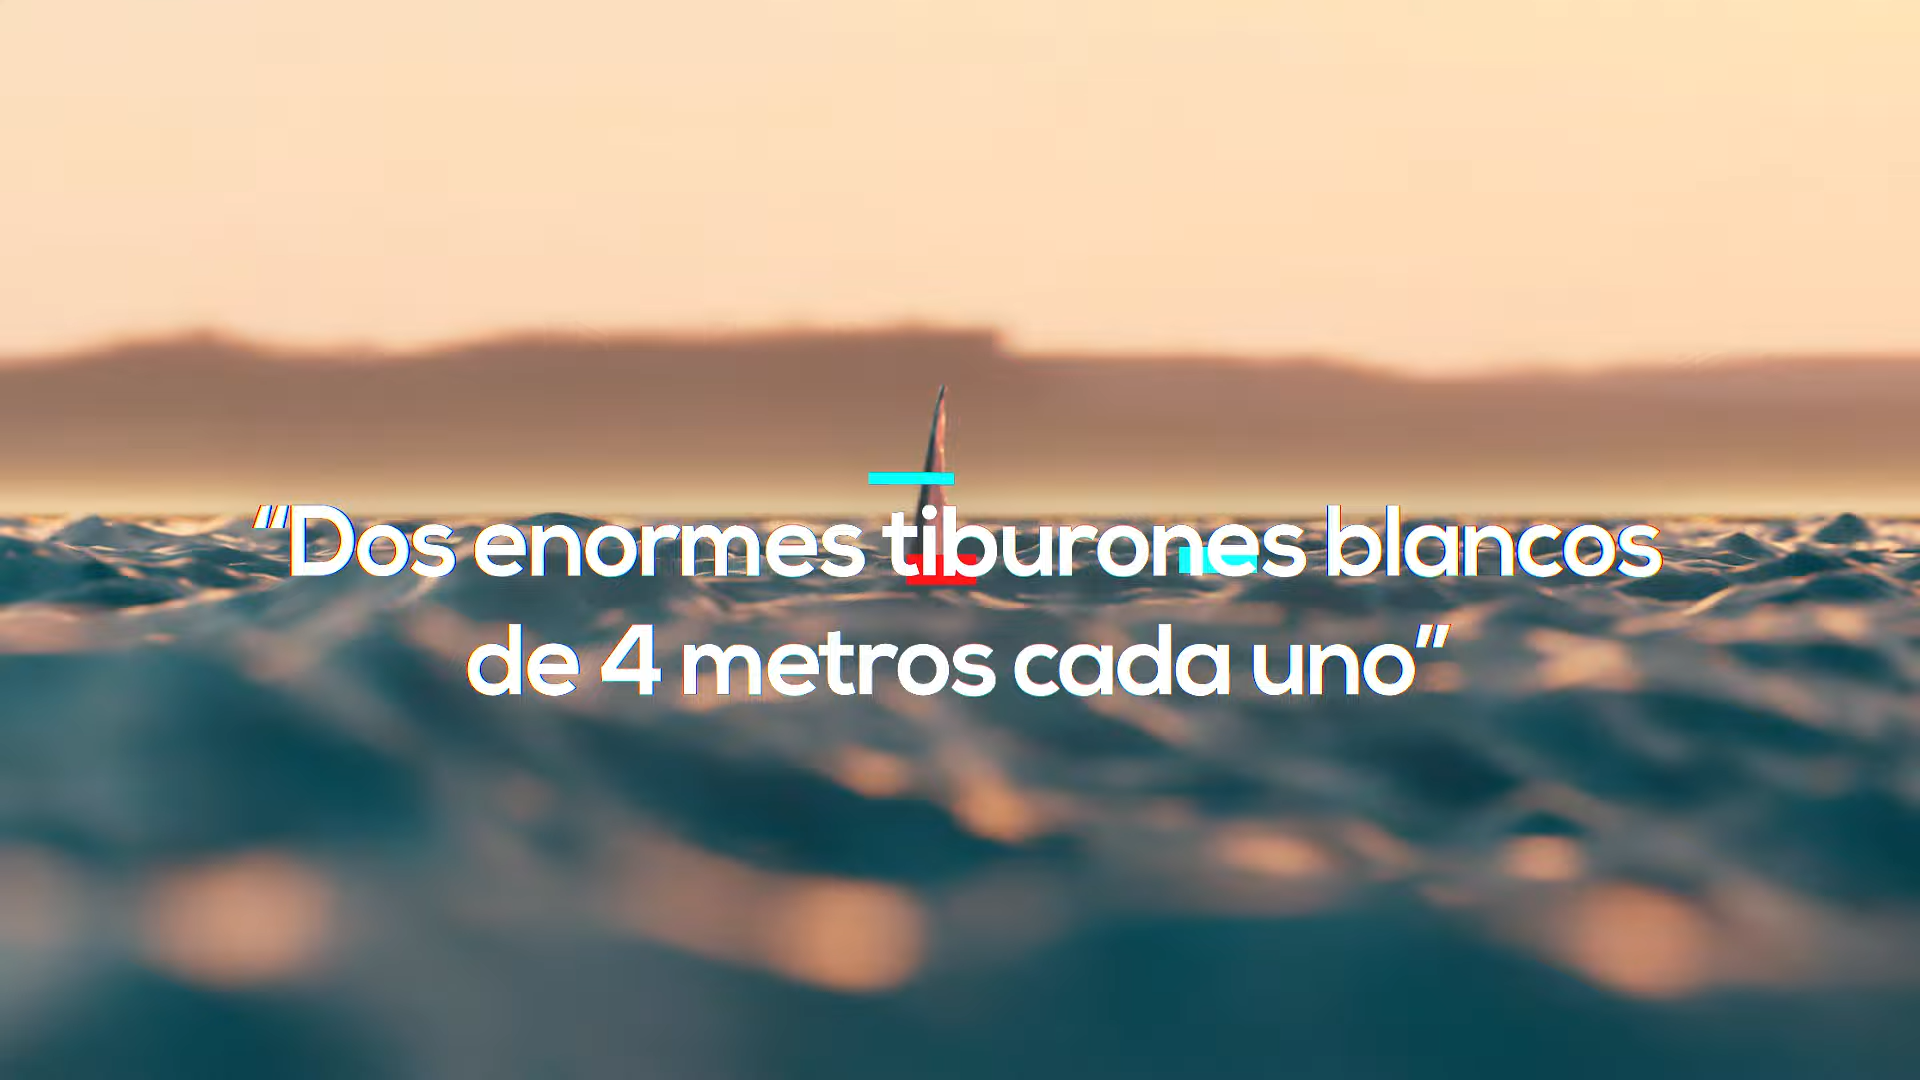 “Dos enormes tiburones blancos
de 4 metros cada uno”